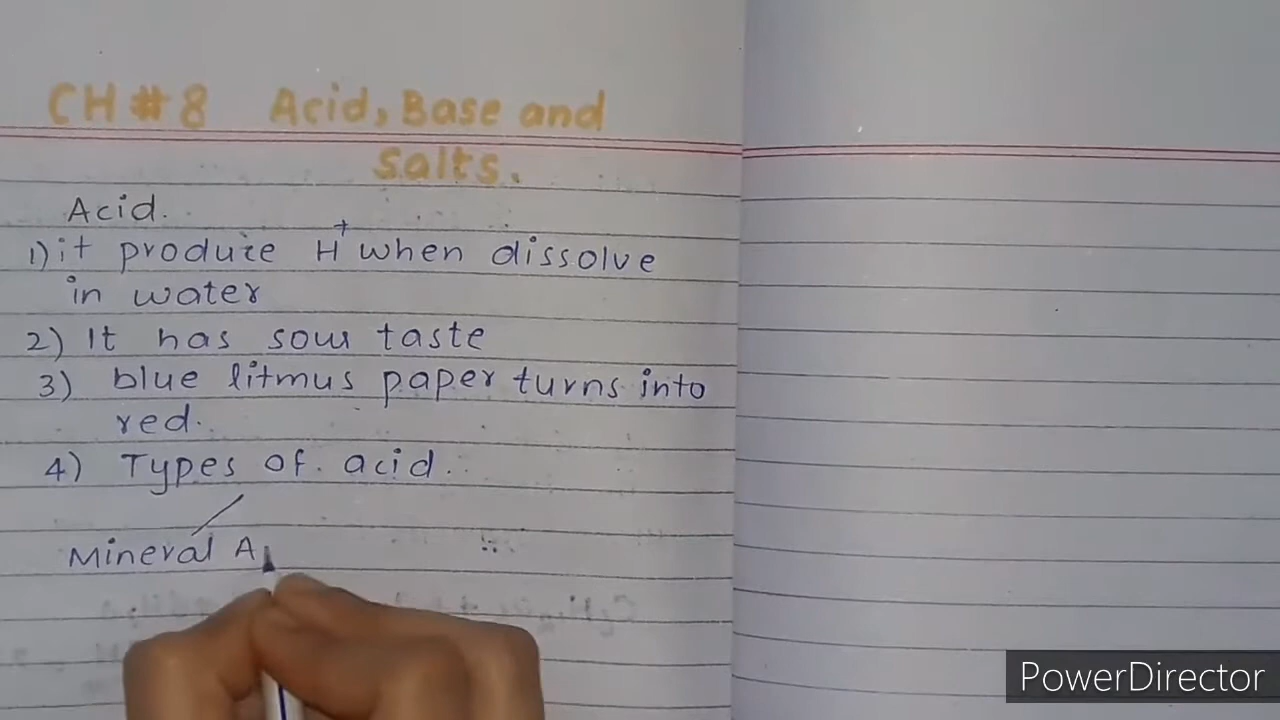 CH # 8 Acid, Base and
Salts.
Acid.
1) it produce H+ when dissolve
in water
2) It has sour taste
3) blue litmus paper turns into
red.
4) Types of acid.
Mineral A
PowerDirector